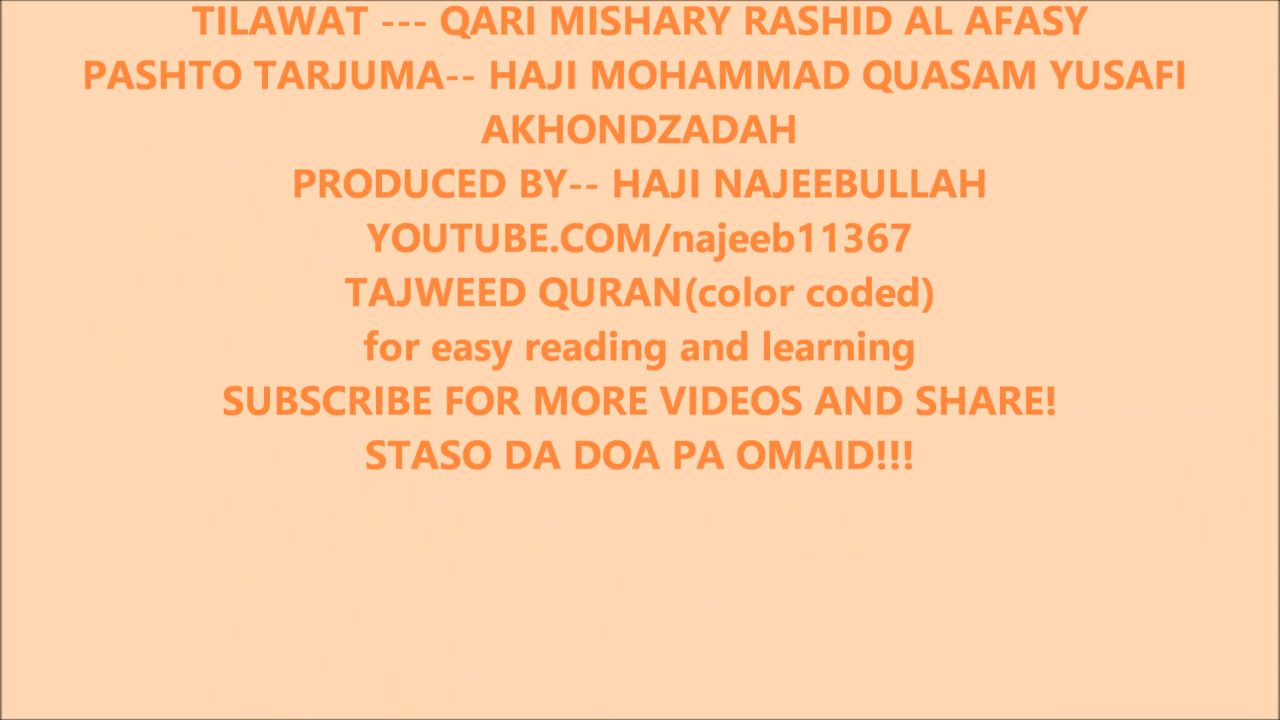 TILAWAT --- QARI MISHARY RASHID AL AFASY
PASHTO TARJUMA-- HAJI MOHAMMAD QUASAM YUSAFI
AKHONDZADAH
PRODUCED BY-- HAJI NAJEEBULLAH
YOUTUBE.COM/najeeb11367
TAJWEED QURAN(color coded)
for easy reading and learning
SUBSCRIBE FOR MORE VIDEOS AND SHARE!
STASO DA DOA PA OMAID!!!